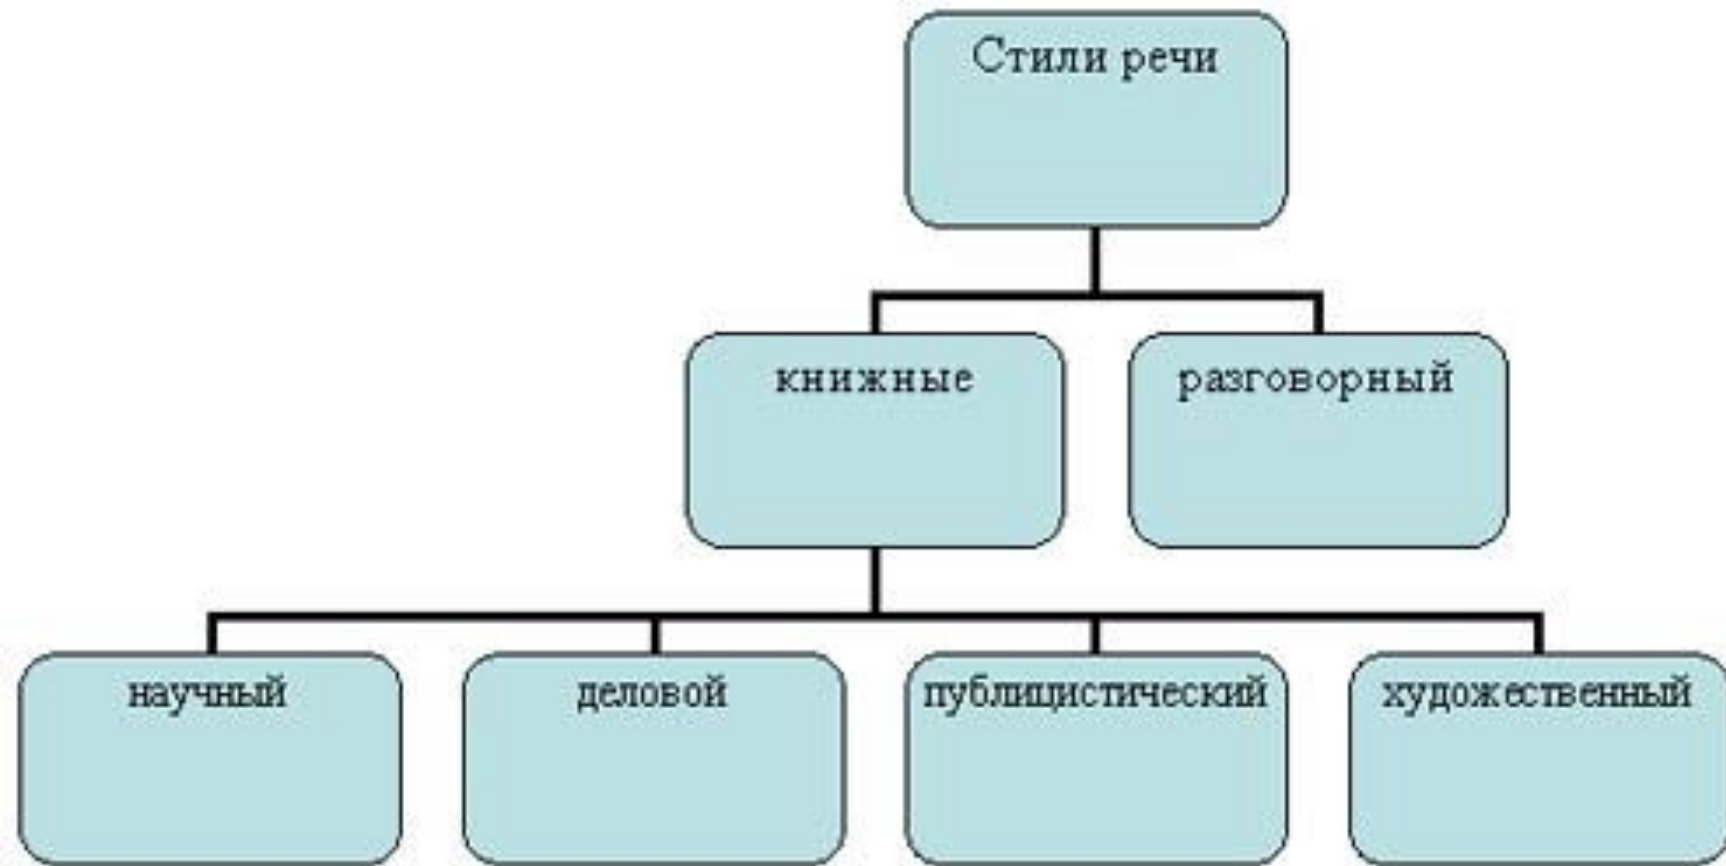 Стили речи
книжные
разговорный
научный
деловой
публицистический
художественный